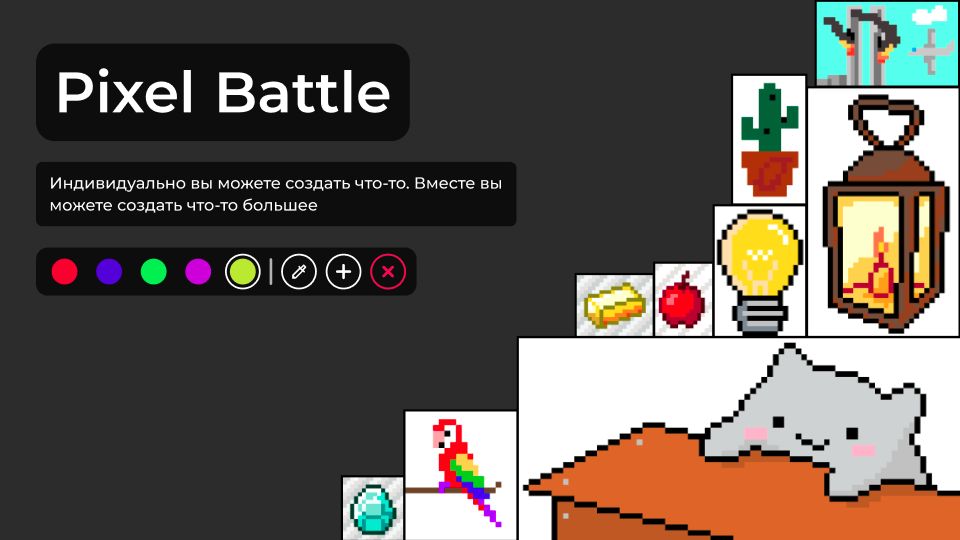 Pixel Battle
Индивидуально вы можете создать что-то. Вместе вы
можете создать что-то большее